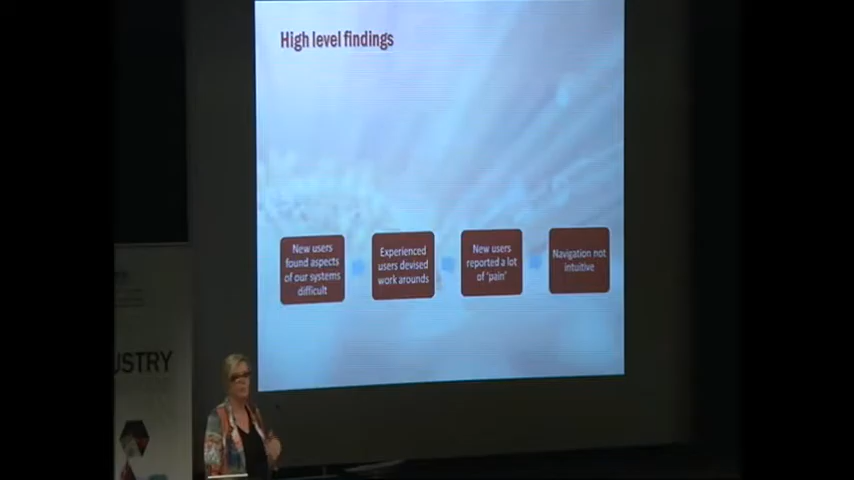 High level findings
New users
found aspects
of our systems
difficult
Experienced
users devised
work arounds
New users
reported a lot
of 'pain'
Navigation not
intuitive
USTRY